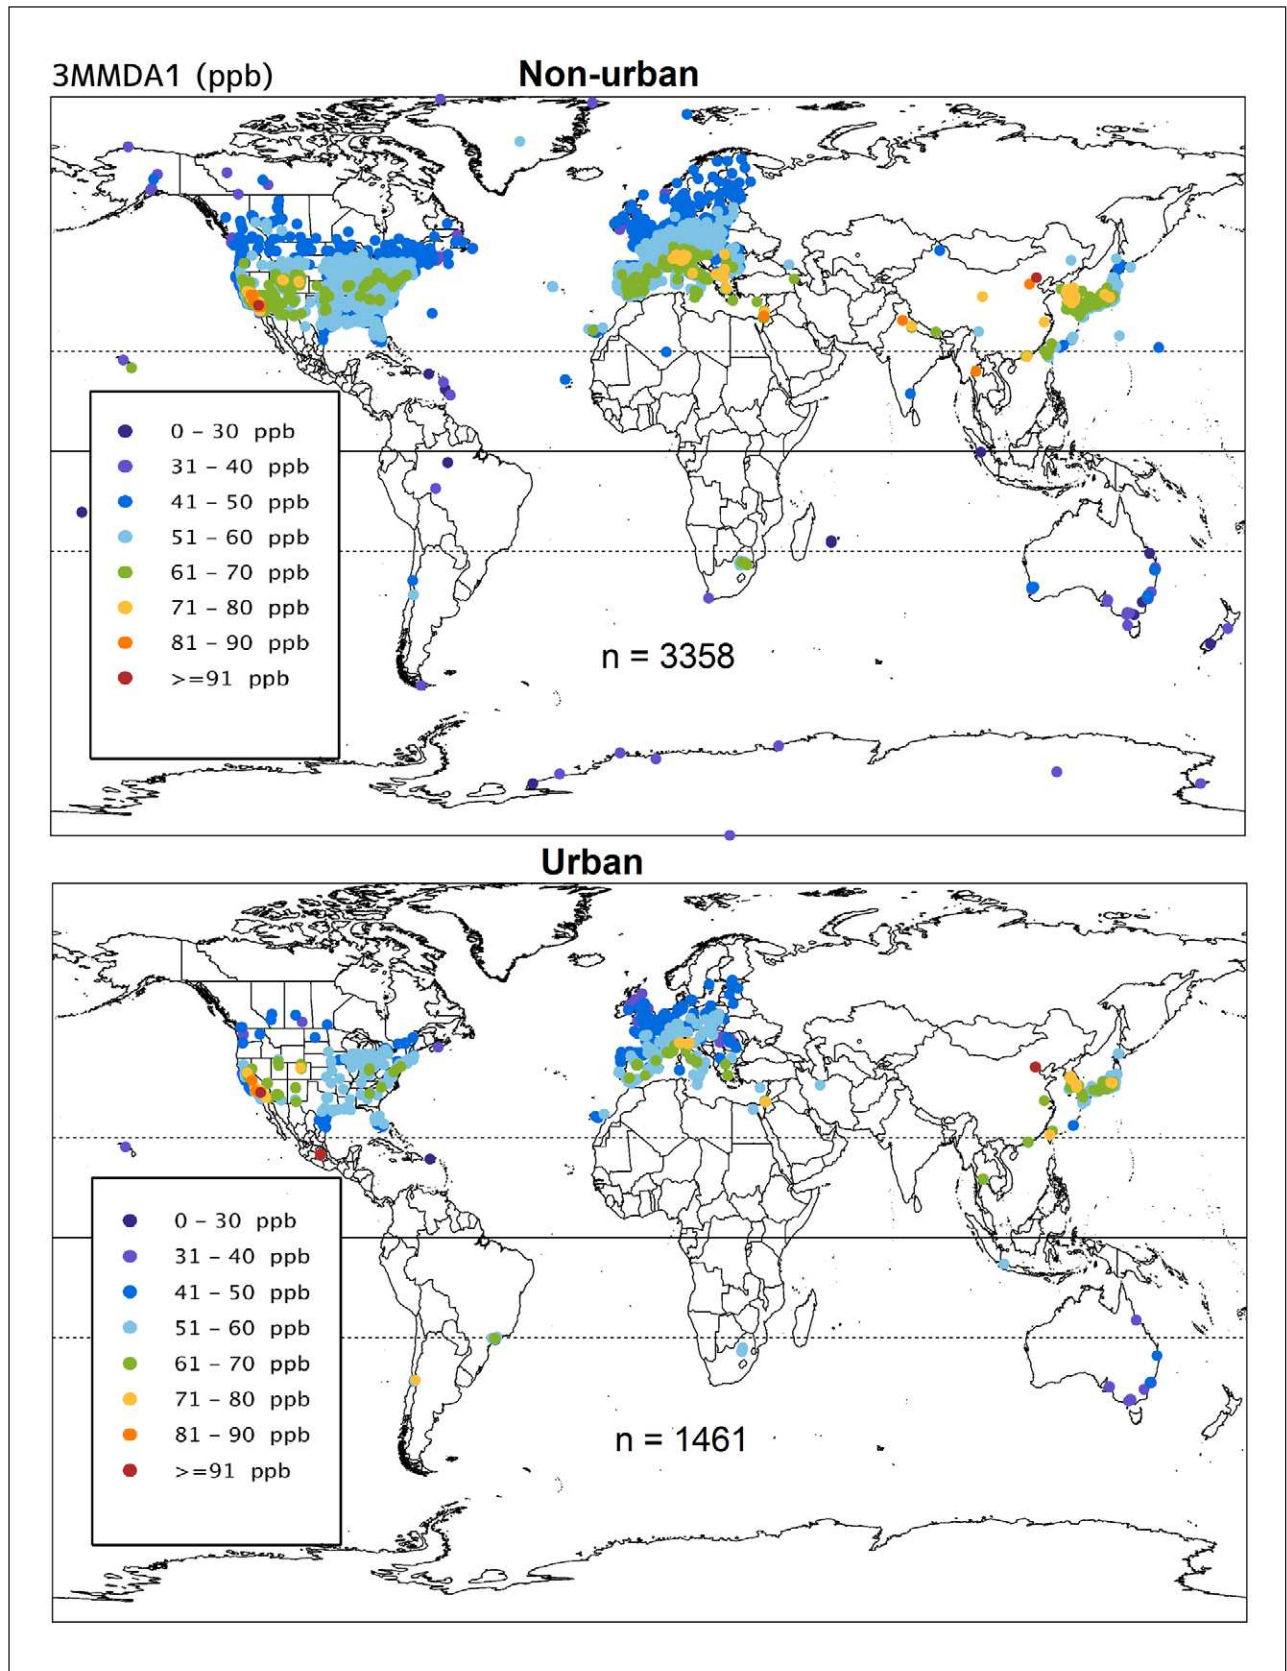 3MMDA1 (ppb)
Non-urban
0 – 30 ppb
31 – 40 ppb
41 – 50 ppb
51 – 60 ppb
61 – 70 ppb
71 – 80 ppb
81 – 90 ppb
>=91 ppb
n = 3358
Urban
0 – 30 ppb
31 – 40 ppb
41 – 50 ppb
51 – 60 ppb
61 – 70 ppb
71 – 80 ppb
81 – 90 ppb
>=91 ppb
n = 1461